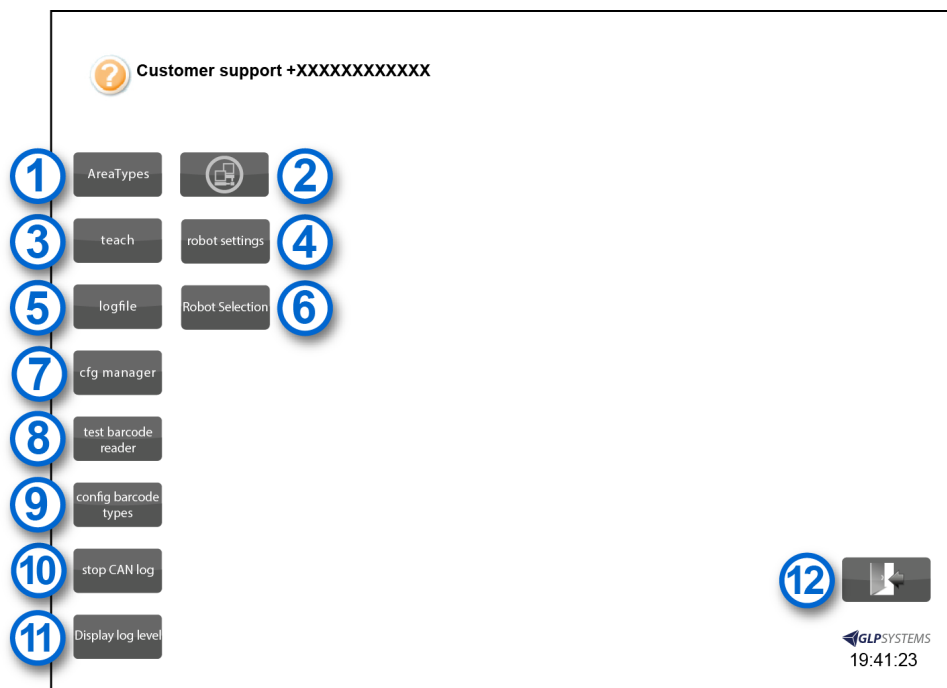 Customer support +XXXXXXXXXXXX
1 AreaTypes 2
3 teach robot settings 4
5 logfile Robot Selection 6
7 cfg manager
8 test barcode
reader
9 config barcode
types
10 stop CAN log
12
11 Display log level
GLPSYSTEMS
19:41:23